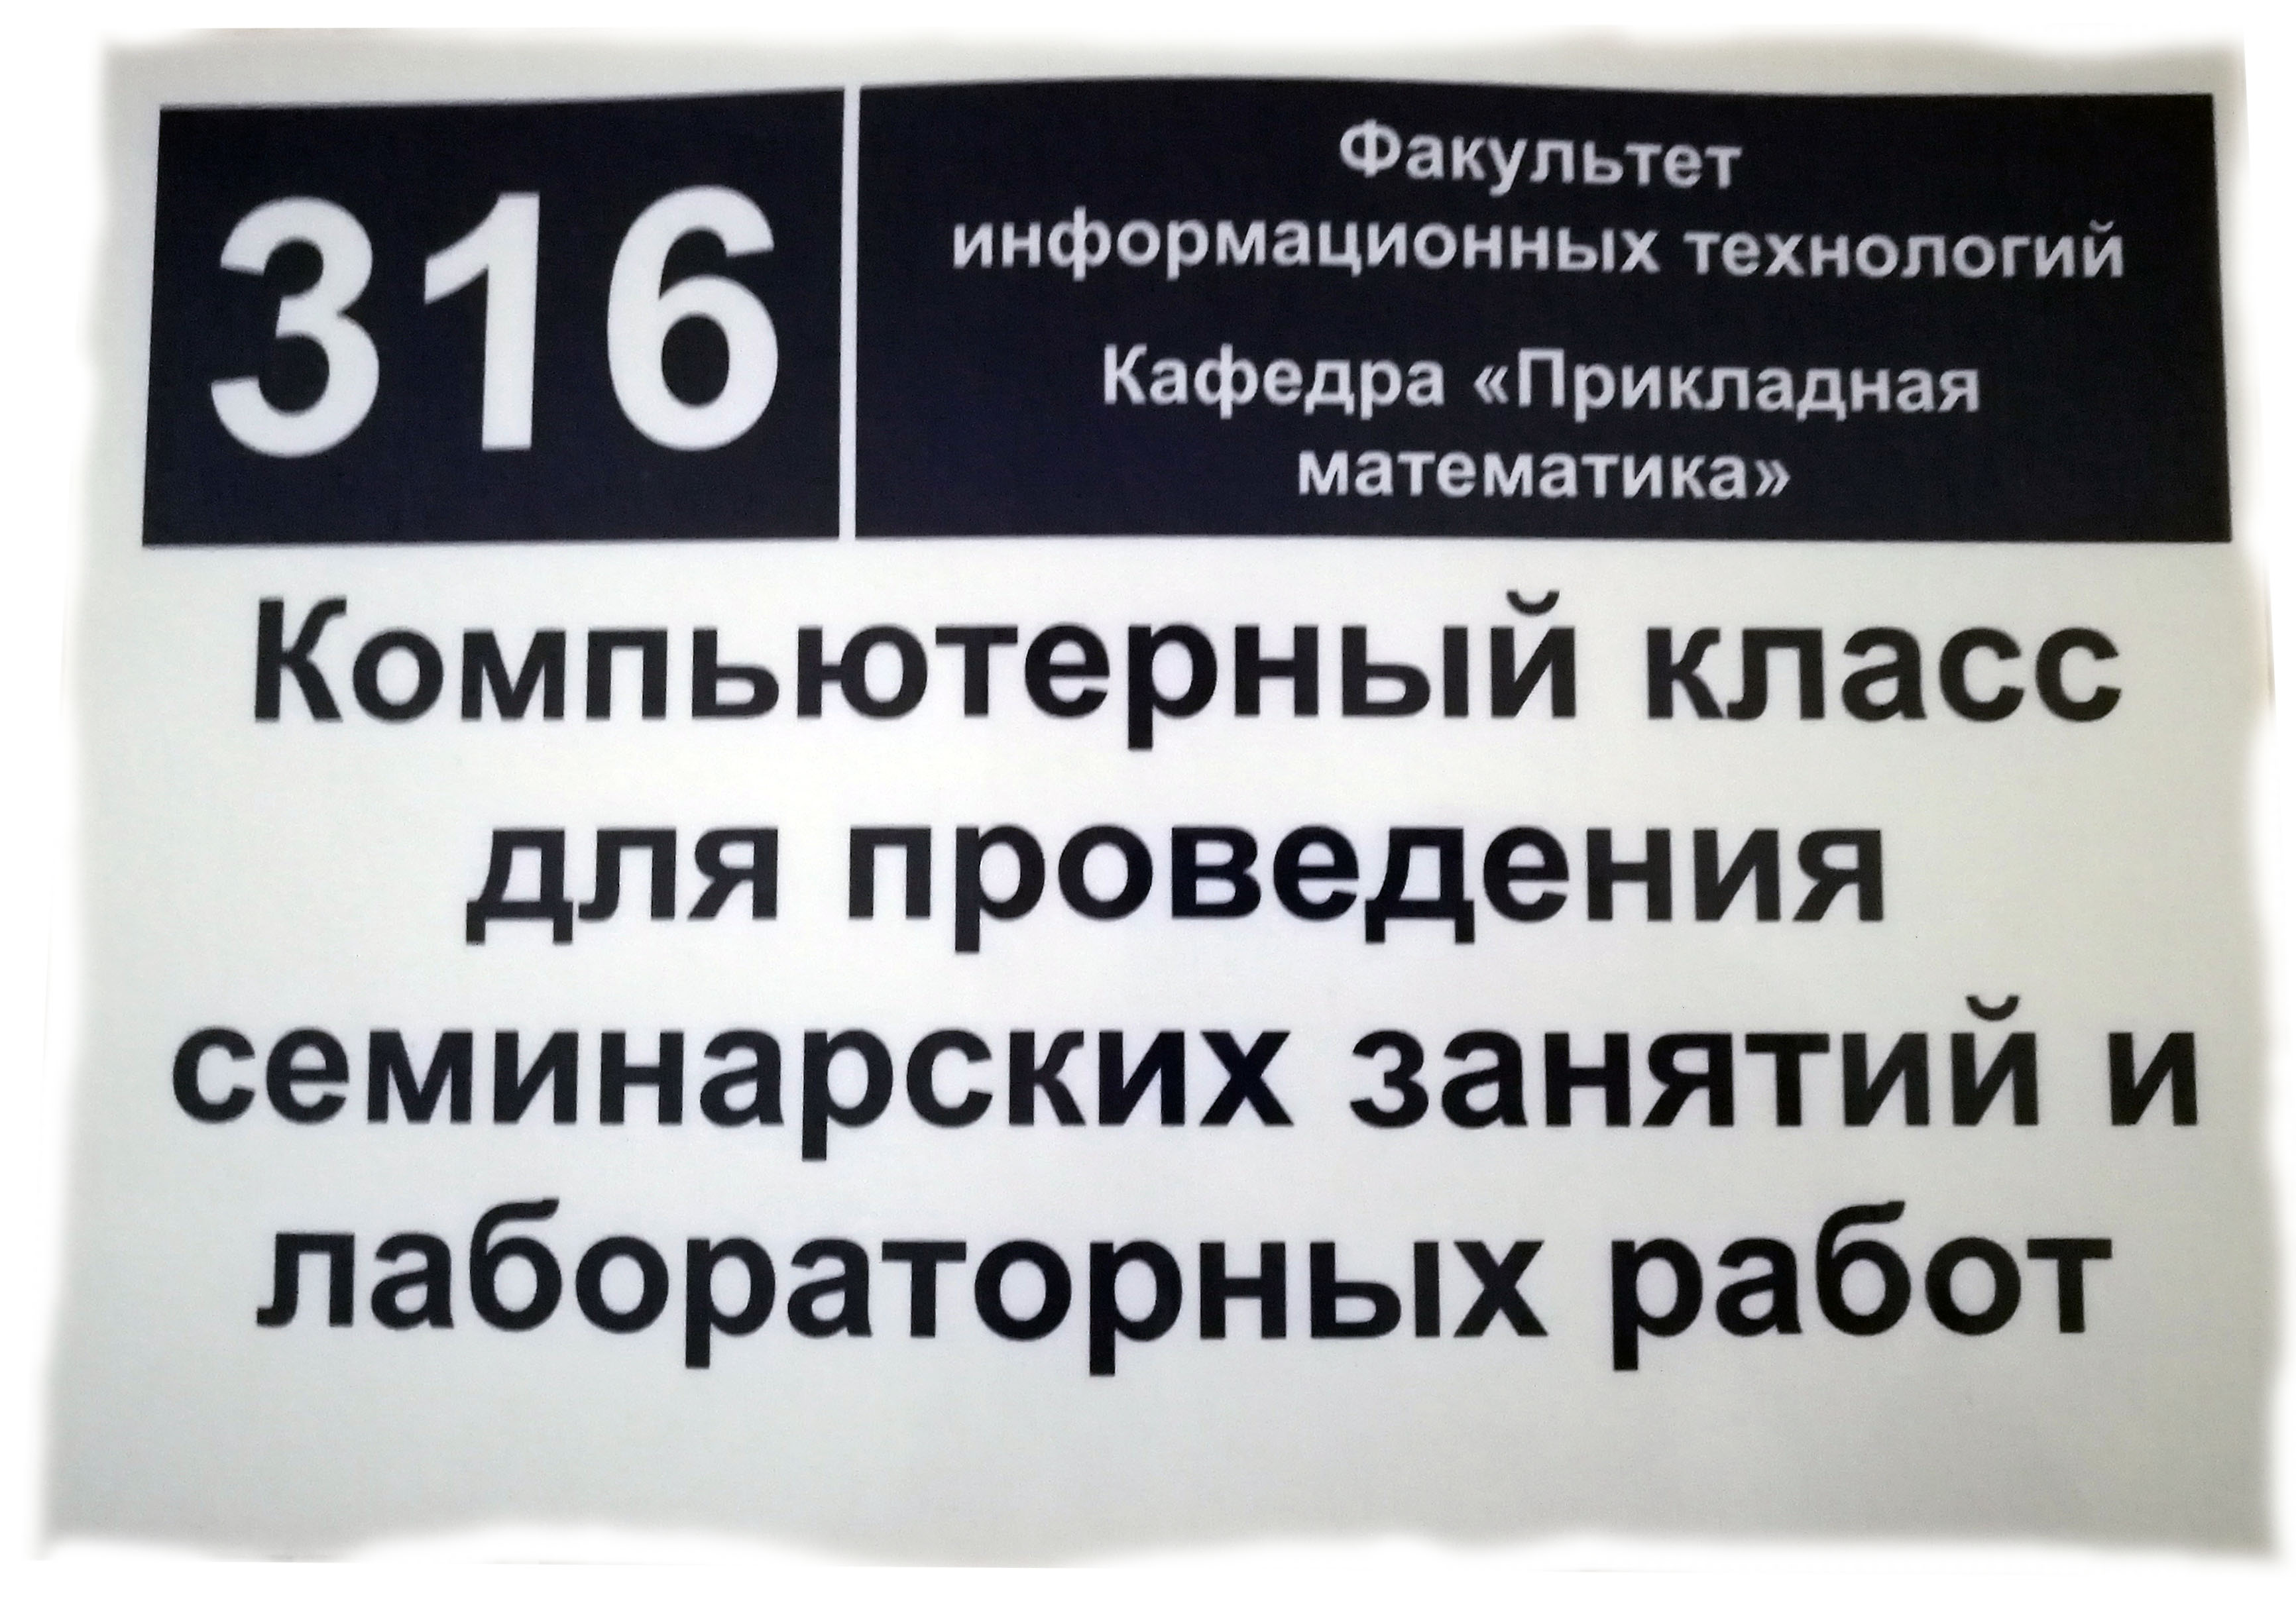 316
Факультет
информационных технологий
Кафедра «Прикладная
математика»
Компьютерный класс
для проведения
семинарских занятий и
лабораторных работ